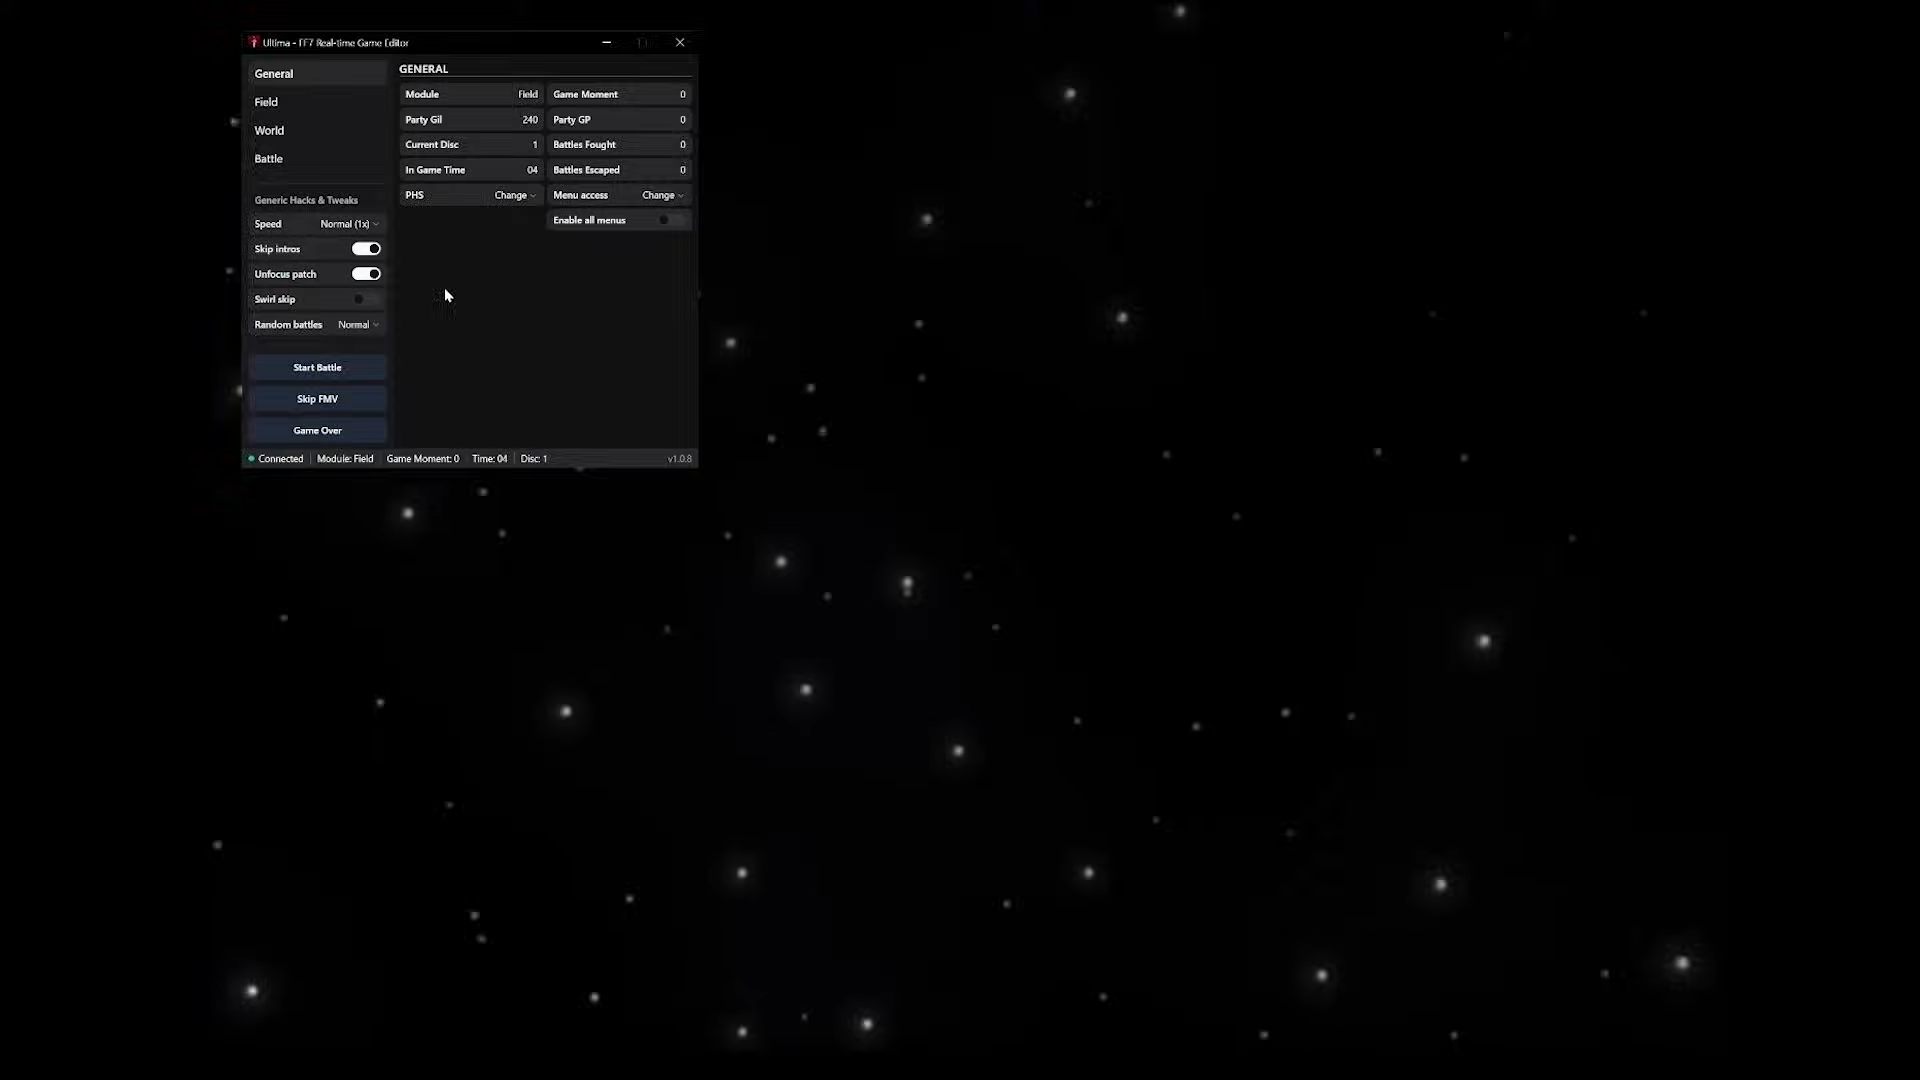 Ultima - FF7 Real-time Game Editor
General
Field
World
Battle
Generic Hacks & Tweaks
Speed Normal (1x)
Skip intros
Unfocus patch
Swirl skip
Random battles Normal
Start Battle
Skip FMV
Game Over
GENERAL
Module Field Game Moment 0
Party Gil 240 Party GP 0
Current Disc 1 Battles Fought 0
In Game Time 04 Battles Escaped 0
PHS Change Menu access Change
Enable all menus
Connected Module: Field Game Moment: 0 Time: 04 Disc: 1 v1.0.8